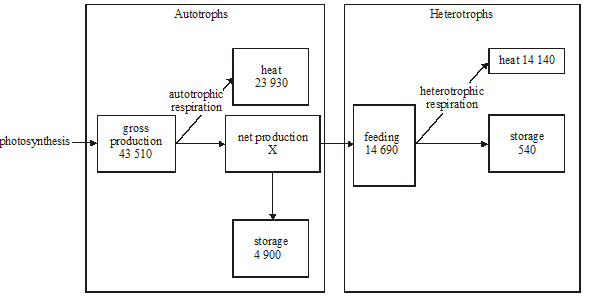 Autotrophs
Heterotrophs
heat
23 930
heat 14 140
autotrophic
respiration
heterotrophic
respiration
photosynthesis
gross
production
43 510
net production
X
feeding
14 690
storage
540
storage
4 900